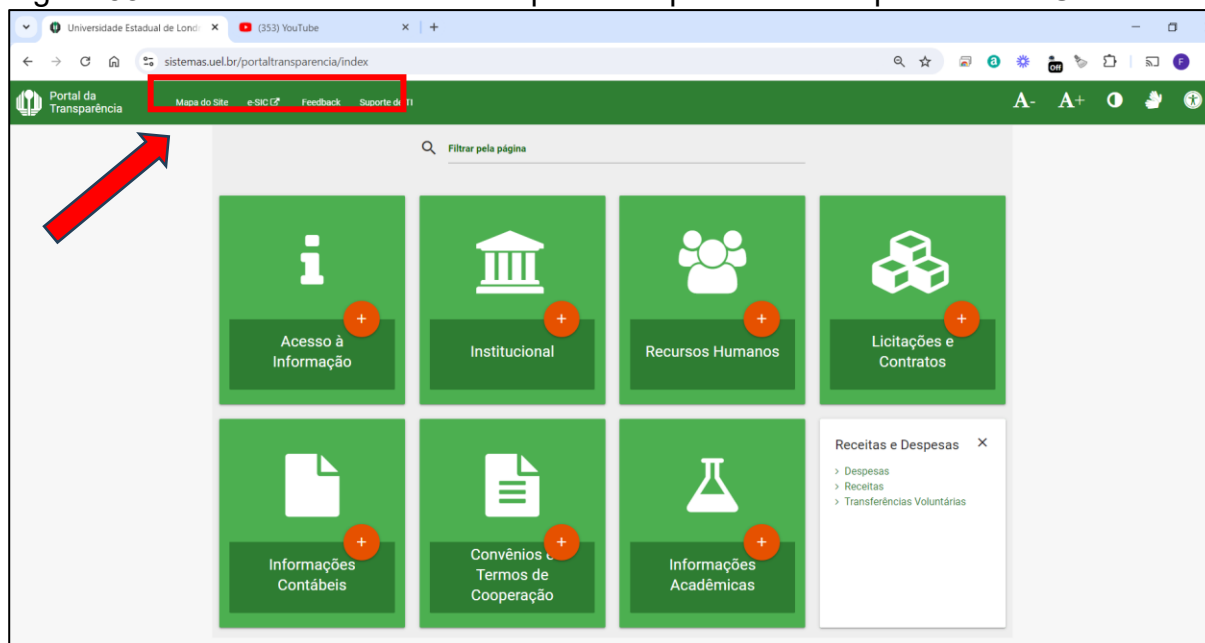 Universidade Estadual de Lond
(353) YouTube
sistemas.uel.br/portaltransparencia/index
Off
F
Portal da
Transparência
Mapa do Site e-SIC Feedback Suporte de TI
A- A+
Filtrar pela página
Acesso à
Informação
Institucional
Recursos Humanos
Licitações e
Contratos
Informações
Contábeis
Convênios e
Termos de
Cooperação
Informações
Acadêmicas
Receitas e Despesas
> Despesas
> Receitas
> Transferências Voluntárias